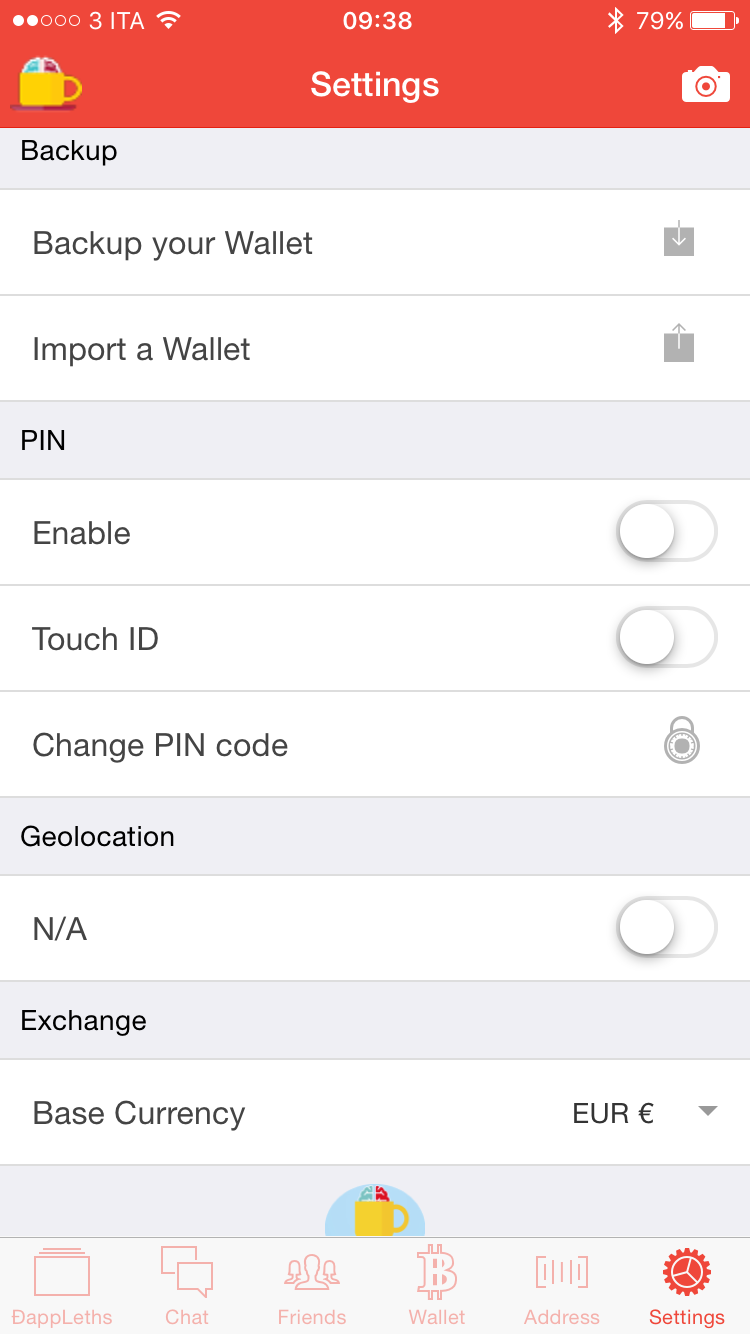 3 ITA 09:38 79%
Settings
Backup
Backup your Wallet
Import a Wallet
PIN
Enable
Touch ID
Change PIN code
Geolocation
N/A
Exchange
Base Currency EUR €
ÐappLeths Chat Friends Wallet Address Settings